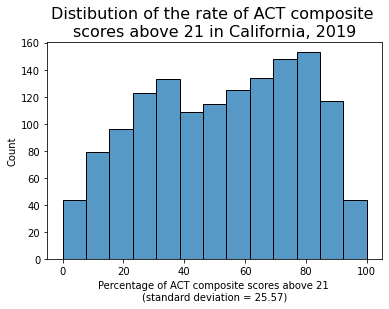 Distibution of the rate of ACT composite
scores above 21 in California, 2019
160
140
120
100
80
60
40
20
0
Count
0 20 40 60 80 100
Percentage of ACT composite scores above 21
(standard deviation = 25.57)